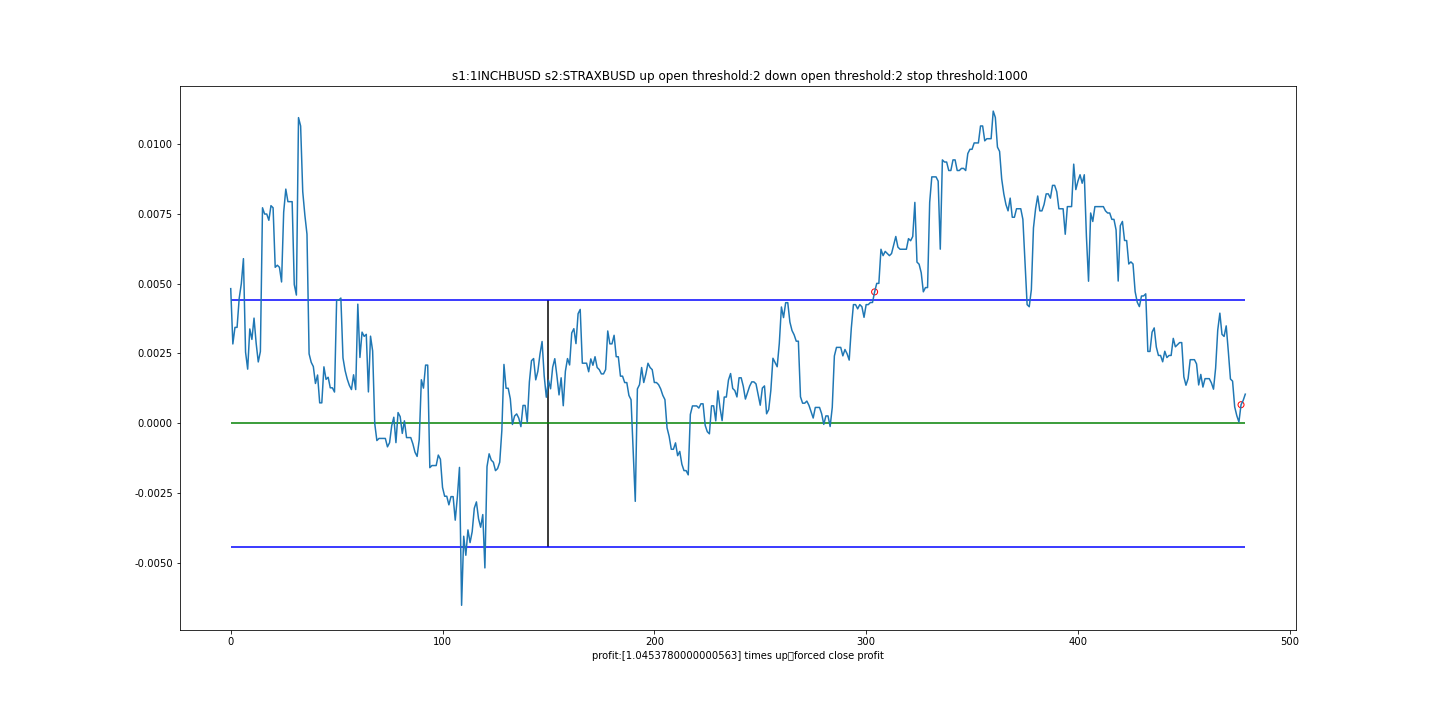 s1:1INCHBUSD s2:STRAXBUSD up open threshold:2 down open threshold:2 stop threshold:1000
0.0100
0.0075
0.0050
0.0025
0.0000
-0.0025
-0.0050
0 100 200 300 400 500
profit:[1.0453780000000563] times up▯forced close profit